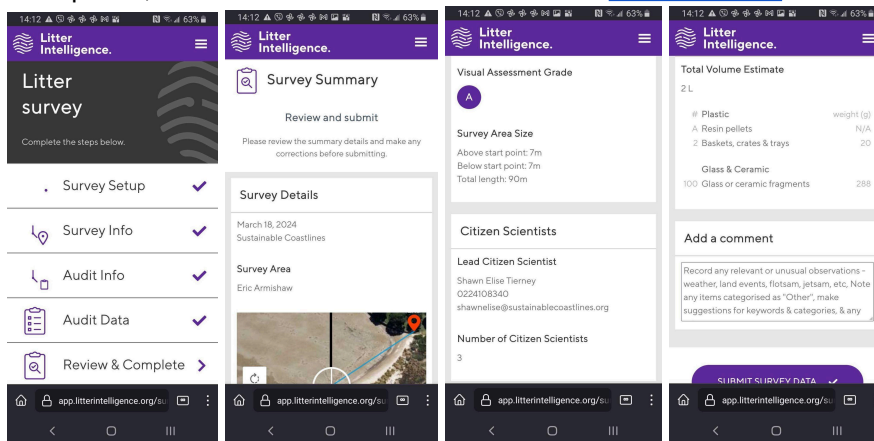 14:12 63%
Litter
Intelligence.
Litter
survey
Complete the steps below.
Survey Setup
Survey Info
Audit Info
Audit Data
Review & Complete
app.litterintelligence.org/su
14:12 63%
Litter
Intelligence.
Survey Summary
Review and submit
Please review the summary details and make any
corrections before submitting.
Survey Details
March 18, 2024
Sustainable Coastlines
Survey Area
Eric Armishaw
app.litterintelligence.org/su
14:12 63%
Litter
Intelligence.
Visual Assessment Grade
A
Survey Area Size
Above start point: 7m
Below start point: 7m
Total length: 90m
Citizen Scientists
Lead Citizen Scientist
Shawn Elise Tierney
0224108340
shawnelise@sustainablecoastlines.org
Number of Citizen Scientists
3
app.litterintelligence.org/su
14:12 63%
Litter
Intelligence.
Total Volume Estimate
2 L
# Plastic weight (g)
A Resin pellets N/A
2 Baskets, crates & trays 20
Glass & Ceramic
100 Glass or ceramic fragments 288
Add a comment
Record any relevant or unusual observations -
weather, land events, flotsam, jetsam, etc, Note
any items categorised as "Other", make
suggestions for keywords & categories, & any
SUBMIT SURVEY DATA
app.litterintelligence.org/su